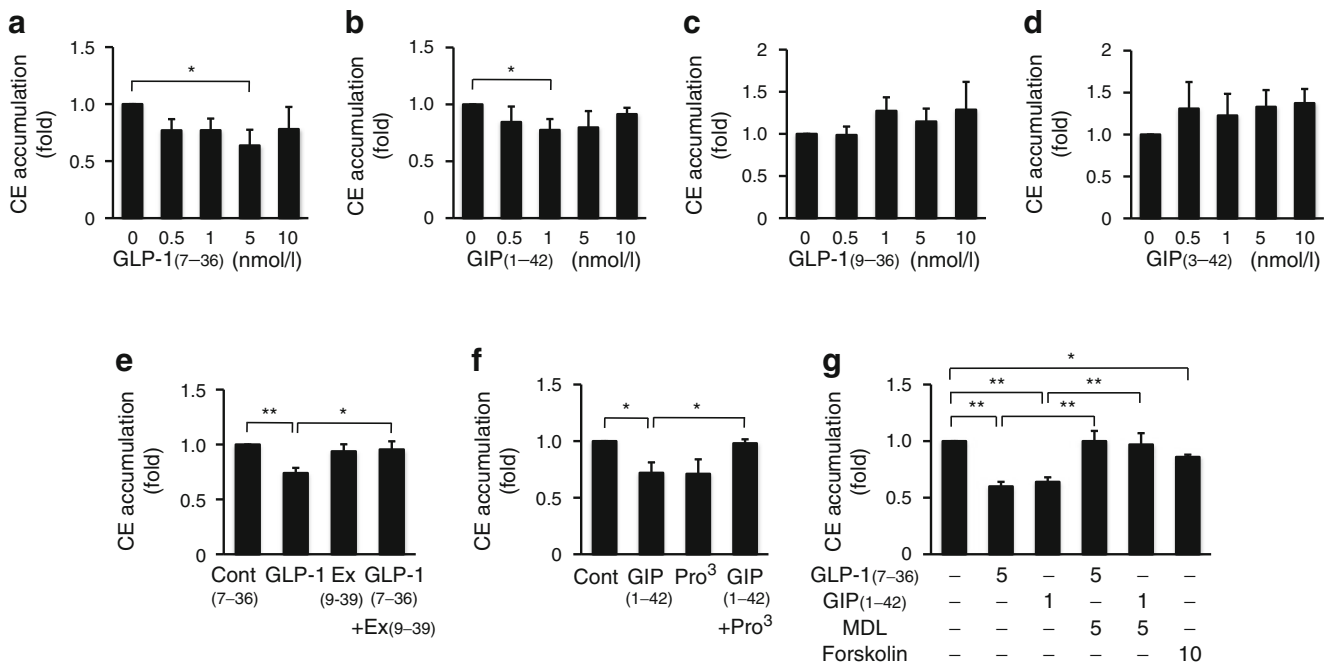 a
CE accumulation
(fold)
1.5
1.0
0.5
0
*
0 0.5 1 5 10
GLP-1(7–36) (nmol/l)
b
CE accumulation
(fold)
1.5
1.0
0.5
0
*
0 0.5 1 5 10
GIP(1–42) (nmol/l)
c
CE accumulation
(fold)
2
1.5
1
0.5
0
0 0.5 1 5 10
GLP-1(9–36) (nmol/l)
d
CE accumulation
(fold)
2
1.5
1
0.5
0
0 0.5 1 5 10
GIP(3–42) (nmol/l)
e
CE accumulation
(fold)
1.5
1.0
0.5
0
** *
Cont GLP-1 Ex GLP-1
(7–36) (9-39) (7–36)
+Ex(9–39)
f
CE accumulation
(fold)
1.5
1.0
0.5
0
* *
Cont GIP Pro³ GIP
(1–42) (1–42)
+Pro³
g
CE accumulation
(fold)
1.5
1.0
0.5
0
*
** **
** **
GLP-1(7–36) – 5 – 5 – –
GIP(1–42) – – 1 – 1 –
MDL – – – 5 5 –
Forskolin – – – – – 10